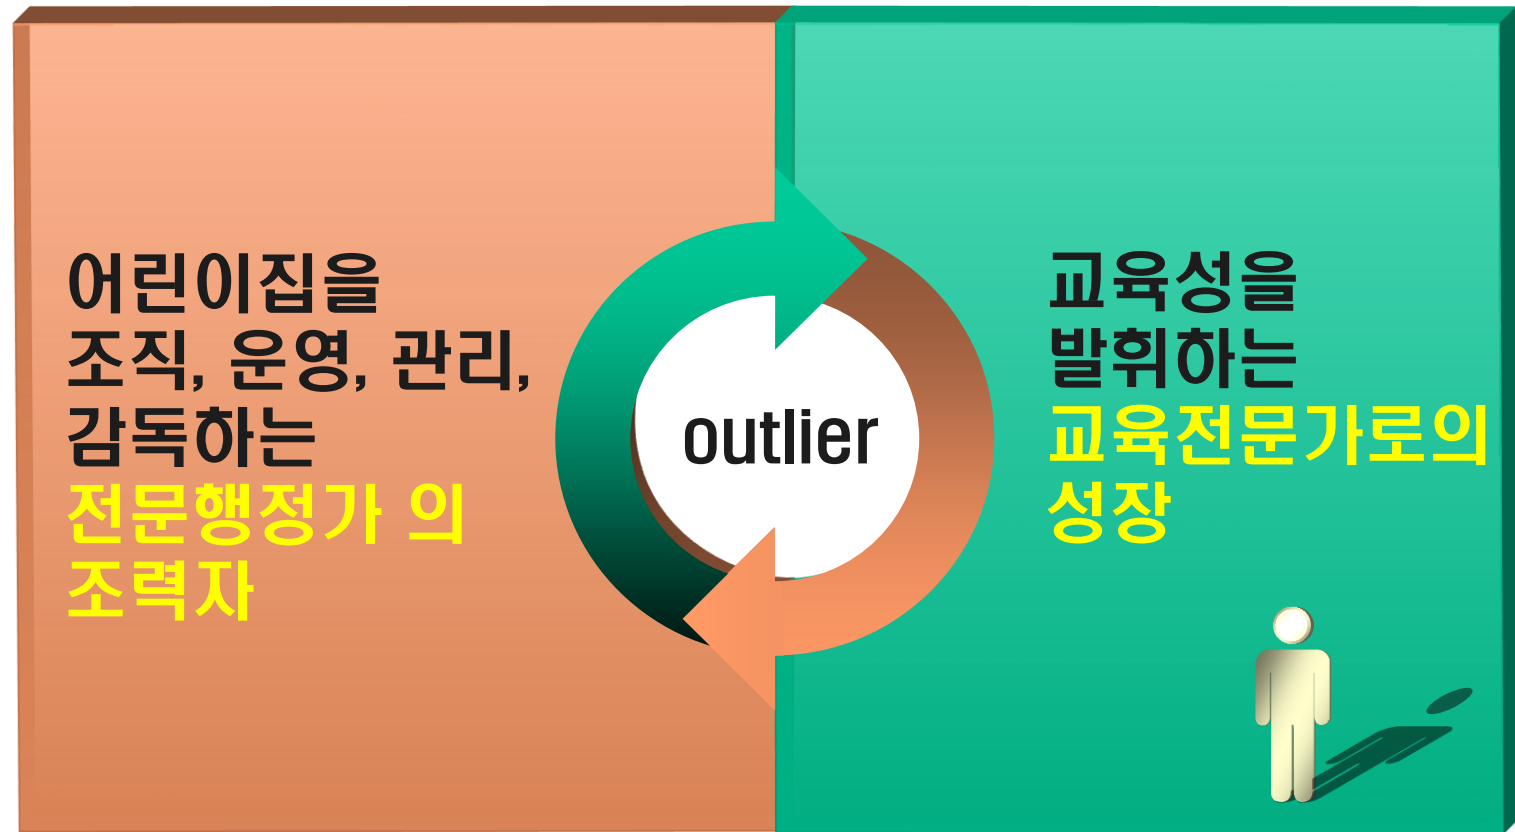 어린이집을
조직, 운영, 관리,
감독하는
전문행정가 의
조력자
outlier
교육성을
발휘하는
교육전문가로의
성장